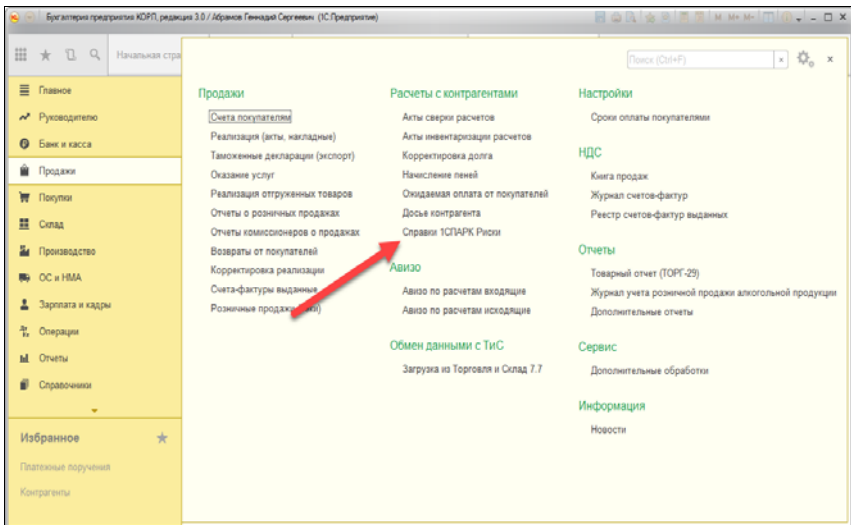 Бухгалтерия предприятия КОРП, редакция 3.0 / Абрамов Геннадий Сергеевич (1С:Предприятие)
M M+ M-
Начальная стра
Поиск (Ctrl+F)
x
Главное
Руководителю
Банк и касса
Продажи
Покупки
Склад
Производство
ОС и НМА
Зарплата и кадры
Операции
Отчеты
Справочники
Избранное
Платежные поручения
Контрагенты
Продажи
Счета покупателям
Реализация (акты, накладные)
Таможенные декларации (экспорт)
Оказание услуг
Реализация отгруженных товаров
Отчеты о розничных продажах
Отчеты комиссионеров о продажах
Возвраты от покупателей
Корректировка реализации
Счета-фактуры выданные
Розничные продажи
Расчеты с контрагентами
Акты сверки расчетов
Акты инвентаризации расчетов
Корректировка долга
Начисление пеней
Ожидаемая оплата от покупателей
Досье контрагента
Справки 1СПАРК Риски
Авизо
Авизо по расчетам входящие
Авизо по расчетам исходящие
Обмен данными с ТиС
Загрузка из Торговля и Склад 7.7
Настройки
Сроки оплаты покупателями
НДС
Книга продаж
Журнал счетов-фактур
Реестр счетов-фактур выданных
Отчеты
Товарный отчет (ТОРГ-29)
Журнал учета розничной продажи алкогольной продукции
Дополнительные отчеты
Сервис
Дополнительные обработки
Информация
Новости